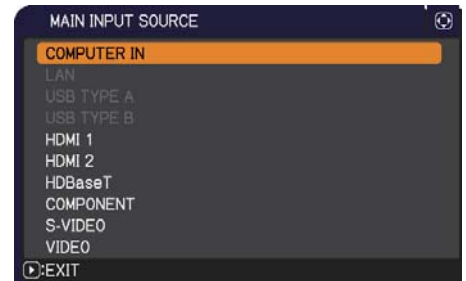 MAIN INPUT SOURCE
COMPUTER IN
LAN
USB TYPE A
USB TYPE B
HDMI 1
HDMI 2
HDBaseT
COMPONENT
S-VIDEO
VIDEO
:EXIT